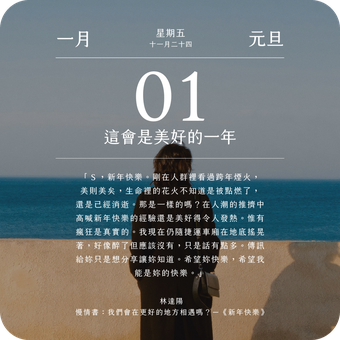 一月
星期五
十一月二十四
元旦
01
這會是美好的一年
「S，新年快樂。剛在人群裡看過跨年煙火，
美則美矣，生命裡的花火不知道是被點燃了，
還是已經消逝，那是一樣的嗎？在人潮的推擠中
高喊新年快樂的經驗還是美好得令人發熱。惟有
瘋狂是真實的。我現在仍隨捷運車廂在地底搖晃
著，好像醉了但應該沒有，只是話有點多。傳訊
給妳只是想分享讓妳知道。希望妳快樂，希望我
能是妳的快樂。」
林達陽
慢情書：我們會在更好的地方相遇嗎？—《新年快樂》